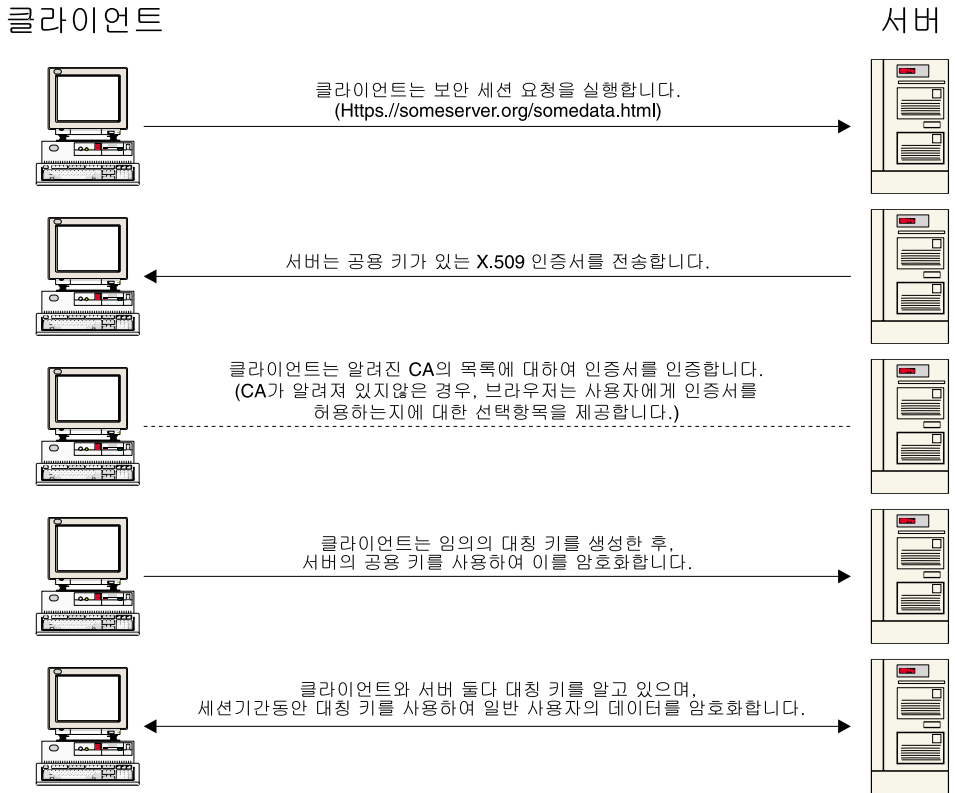 클라이언트
서버
클라이언트는 보안 세션 요청을 실행합니다.
(Https.//someserver.org/somedata.html)
서버는 공용 키가 있는 X.509 인증서를 전송합니다.
클라이언트는 알려진 CA의 목록에 대하여 인증서를 인증합니다.
(CA가 알려져 있지않은 경우, 브라우저는 사용자에게 인증서를
허용하는지에 대한 선택항목을 제공합니다.)
클라이언트는 임의의 대칭 키를 생성한 후,
서버의 공용 키를 사용하여 이를 암호화합니다.
클라이언트와 서버 둘다 대칭 키를 알고 있으며,
세션기간동안 대칭 키를 사용하여 일반 사용자의 데이터를 암호화합니다.